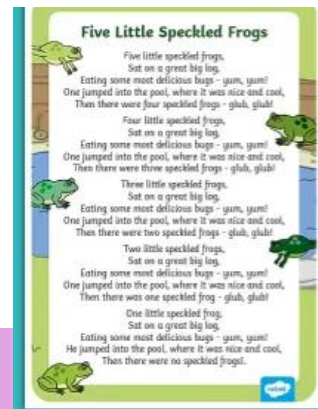 Five Little Speckled Frogs
Five little speckled frogs,
Sat on a great big log,
Eating some most delicious bugs - yum, yum!
One jumped into the pool, where it was nice and cool,
Then there were four speckled frogs - glub, glub!
Four little speckled frogs,
Sat on a great big log,
Eating some most delicious bugs - yum, yum!
One jumped into the pool, where it was nice and cool,
Then there were three speckled frogs - glub, glub!
Three little speckled frogs,
Sat on a great big log,
Eating some most delicious bugs - yum, yum!
One jumped into the pool, where it was nice and cool,
Then there were two speckled frogs - glub, glub!
Two little speckled frogs,
Sat on a great big log,
Eating some most delicious bugs - yum, yum!
One jumped into the pool, where it was nice and cool,
Then there was one speckled frog - glub, glub!
One little speckled frog,
Sat on a great big log,
Eating some most delicious bugs - yum, yum!
He jumped into the pool, where it was nice and cool,
Then there were no speckled frogs!.